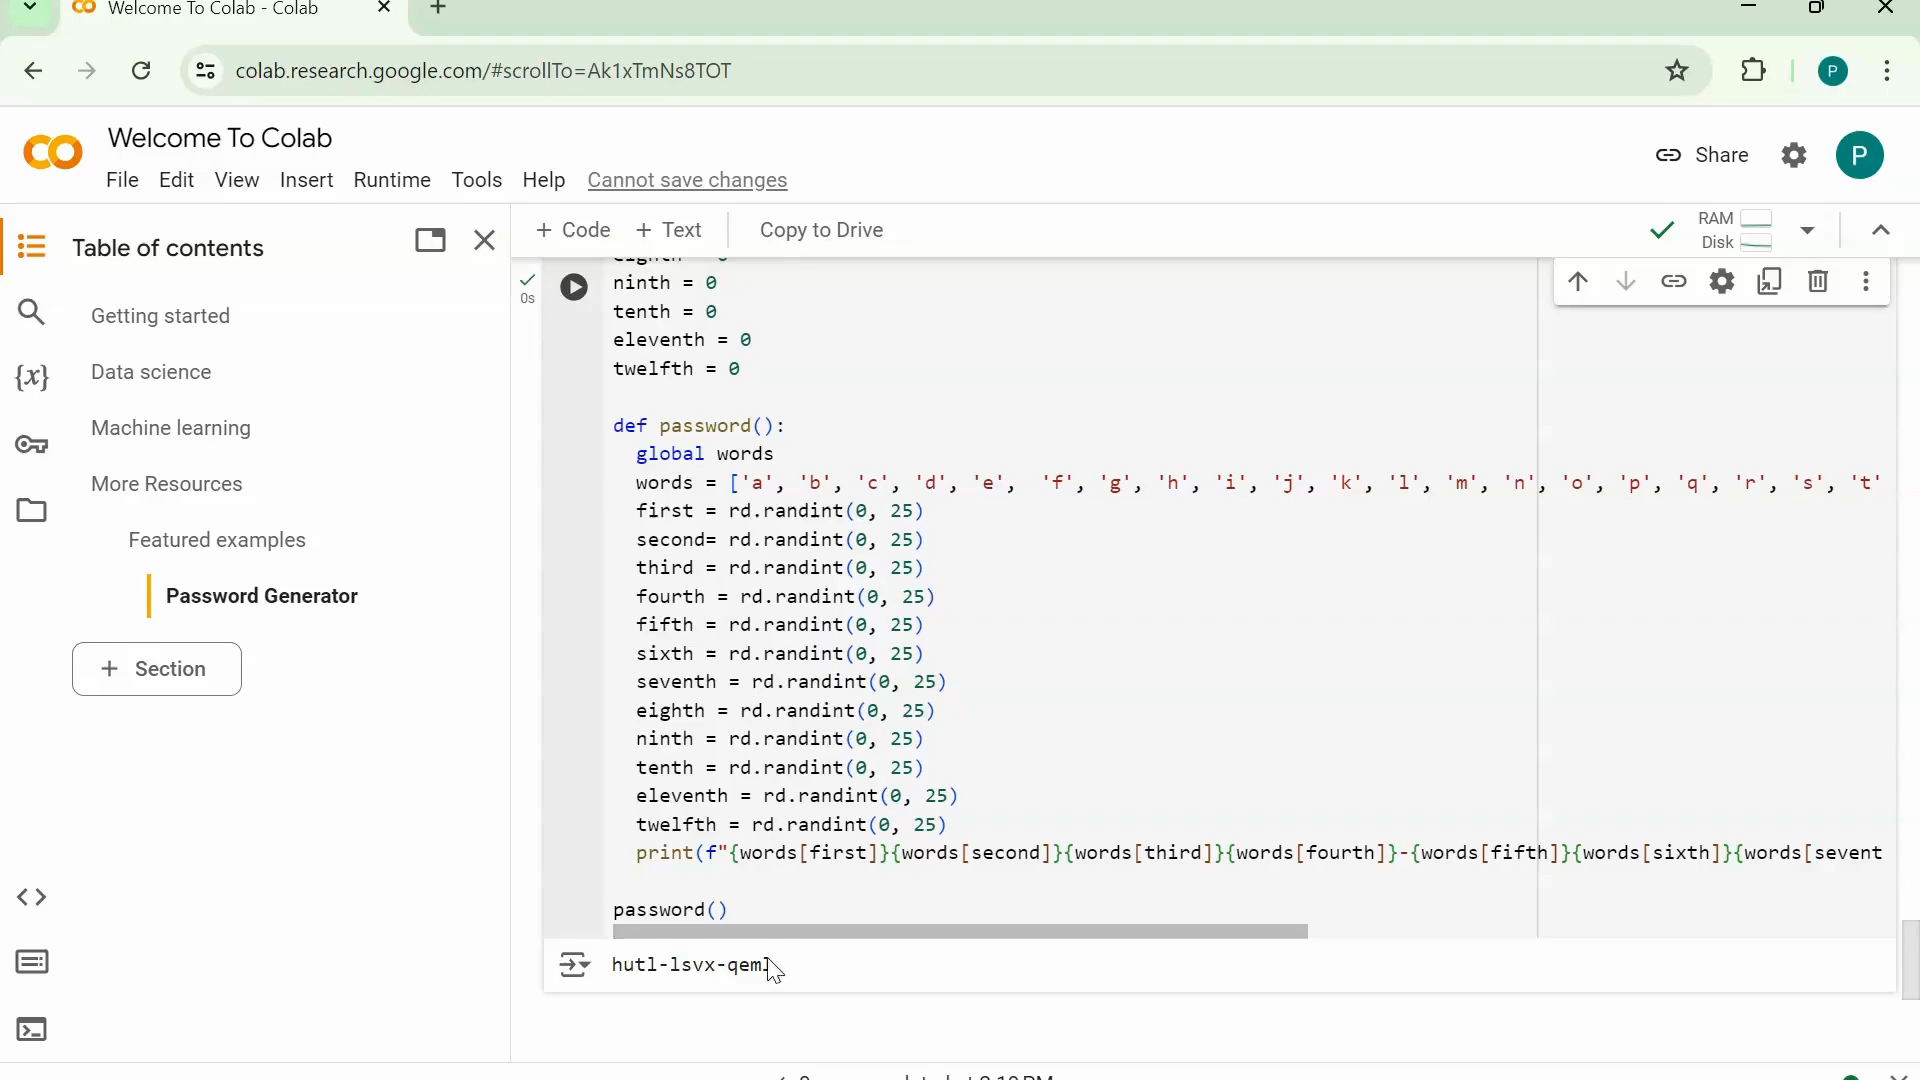 Welcome To Colab - Colab
colab.research.google.com/#scrollTo=Ak1xTmNs8TOT
P
Welcome To Colab
File Edit View Insert Runtime Tools Help Cannot save changes
Share
P
Table of contents
+ Code + Text Copy to Drive
RAM
Disk
Getting started
Data science
Machine learning
More Resources
Featured examples
Password Generator
+ Section
0s
ninth = 0
tenth = 0
eleventh = 0
twelfth = 0
def password():
global words
words = ['a', 'b', 'c', 'd', 'e', 'f', 'g', 'h', 'i', 'j', 'k', 'l', 'm', 'n', 'o', 'p', 'q', 'r', 's', 't'
first = rd.randint(0, 25)
second= rd.randint(0, 25)
third = rd.randint(0, 25)
fourth = rd.randint(0, 25)
fifth = rd.randint(0, 25)
sixth = rd.randint(0, 25)
seventh = rd.randint(0, 25)
eighth = rd.randint(0, 25)
ninth = rd.randint(0, 25)
tenth = rd.randint(0, 25)
eleventh = rd.randint(0, 25)
twelfth = rd.randint(0, 25)
print(f"{words[first]}{words[second]}{words[third]}{words[fourth]}-{words[fifth]}{words[sixth]}{words[sevent
password()
hutl-lsvx-qeml